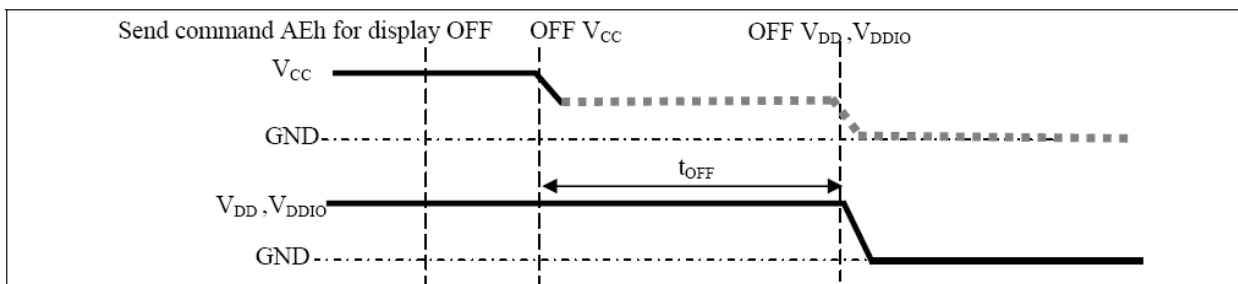 Send command AEh for display OFF OFF VCC OFF VDD ,VDDIO
VCC
GND
tOFF
VDD ,VDDIO
GND